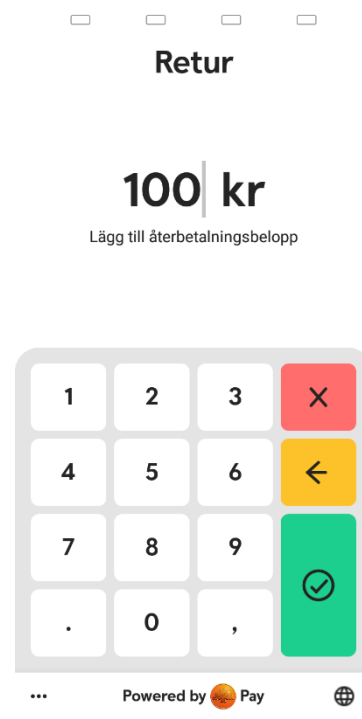 Retur
100 kr
Lägg till återbetalningsbelopp
1 2 3
4 5 6
7 8 9
. 0 ,
Powered by Pay